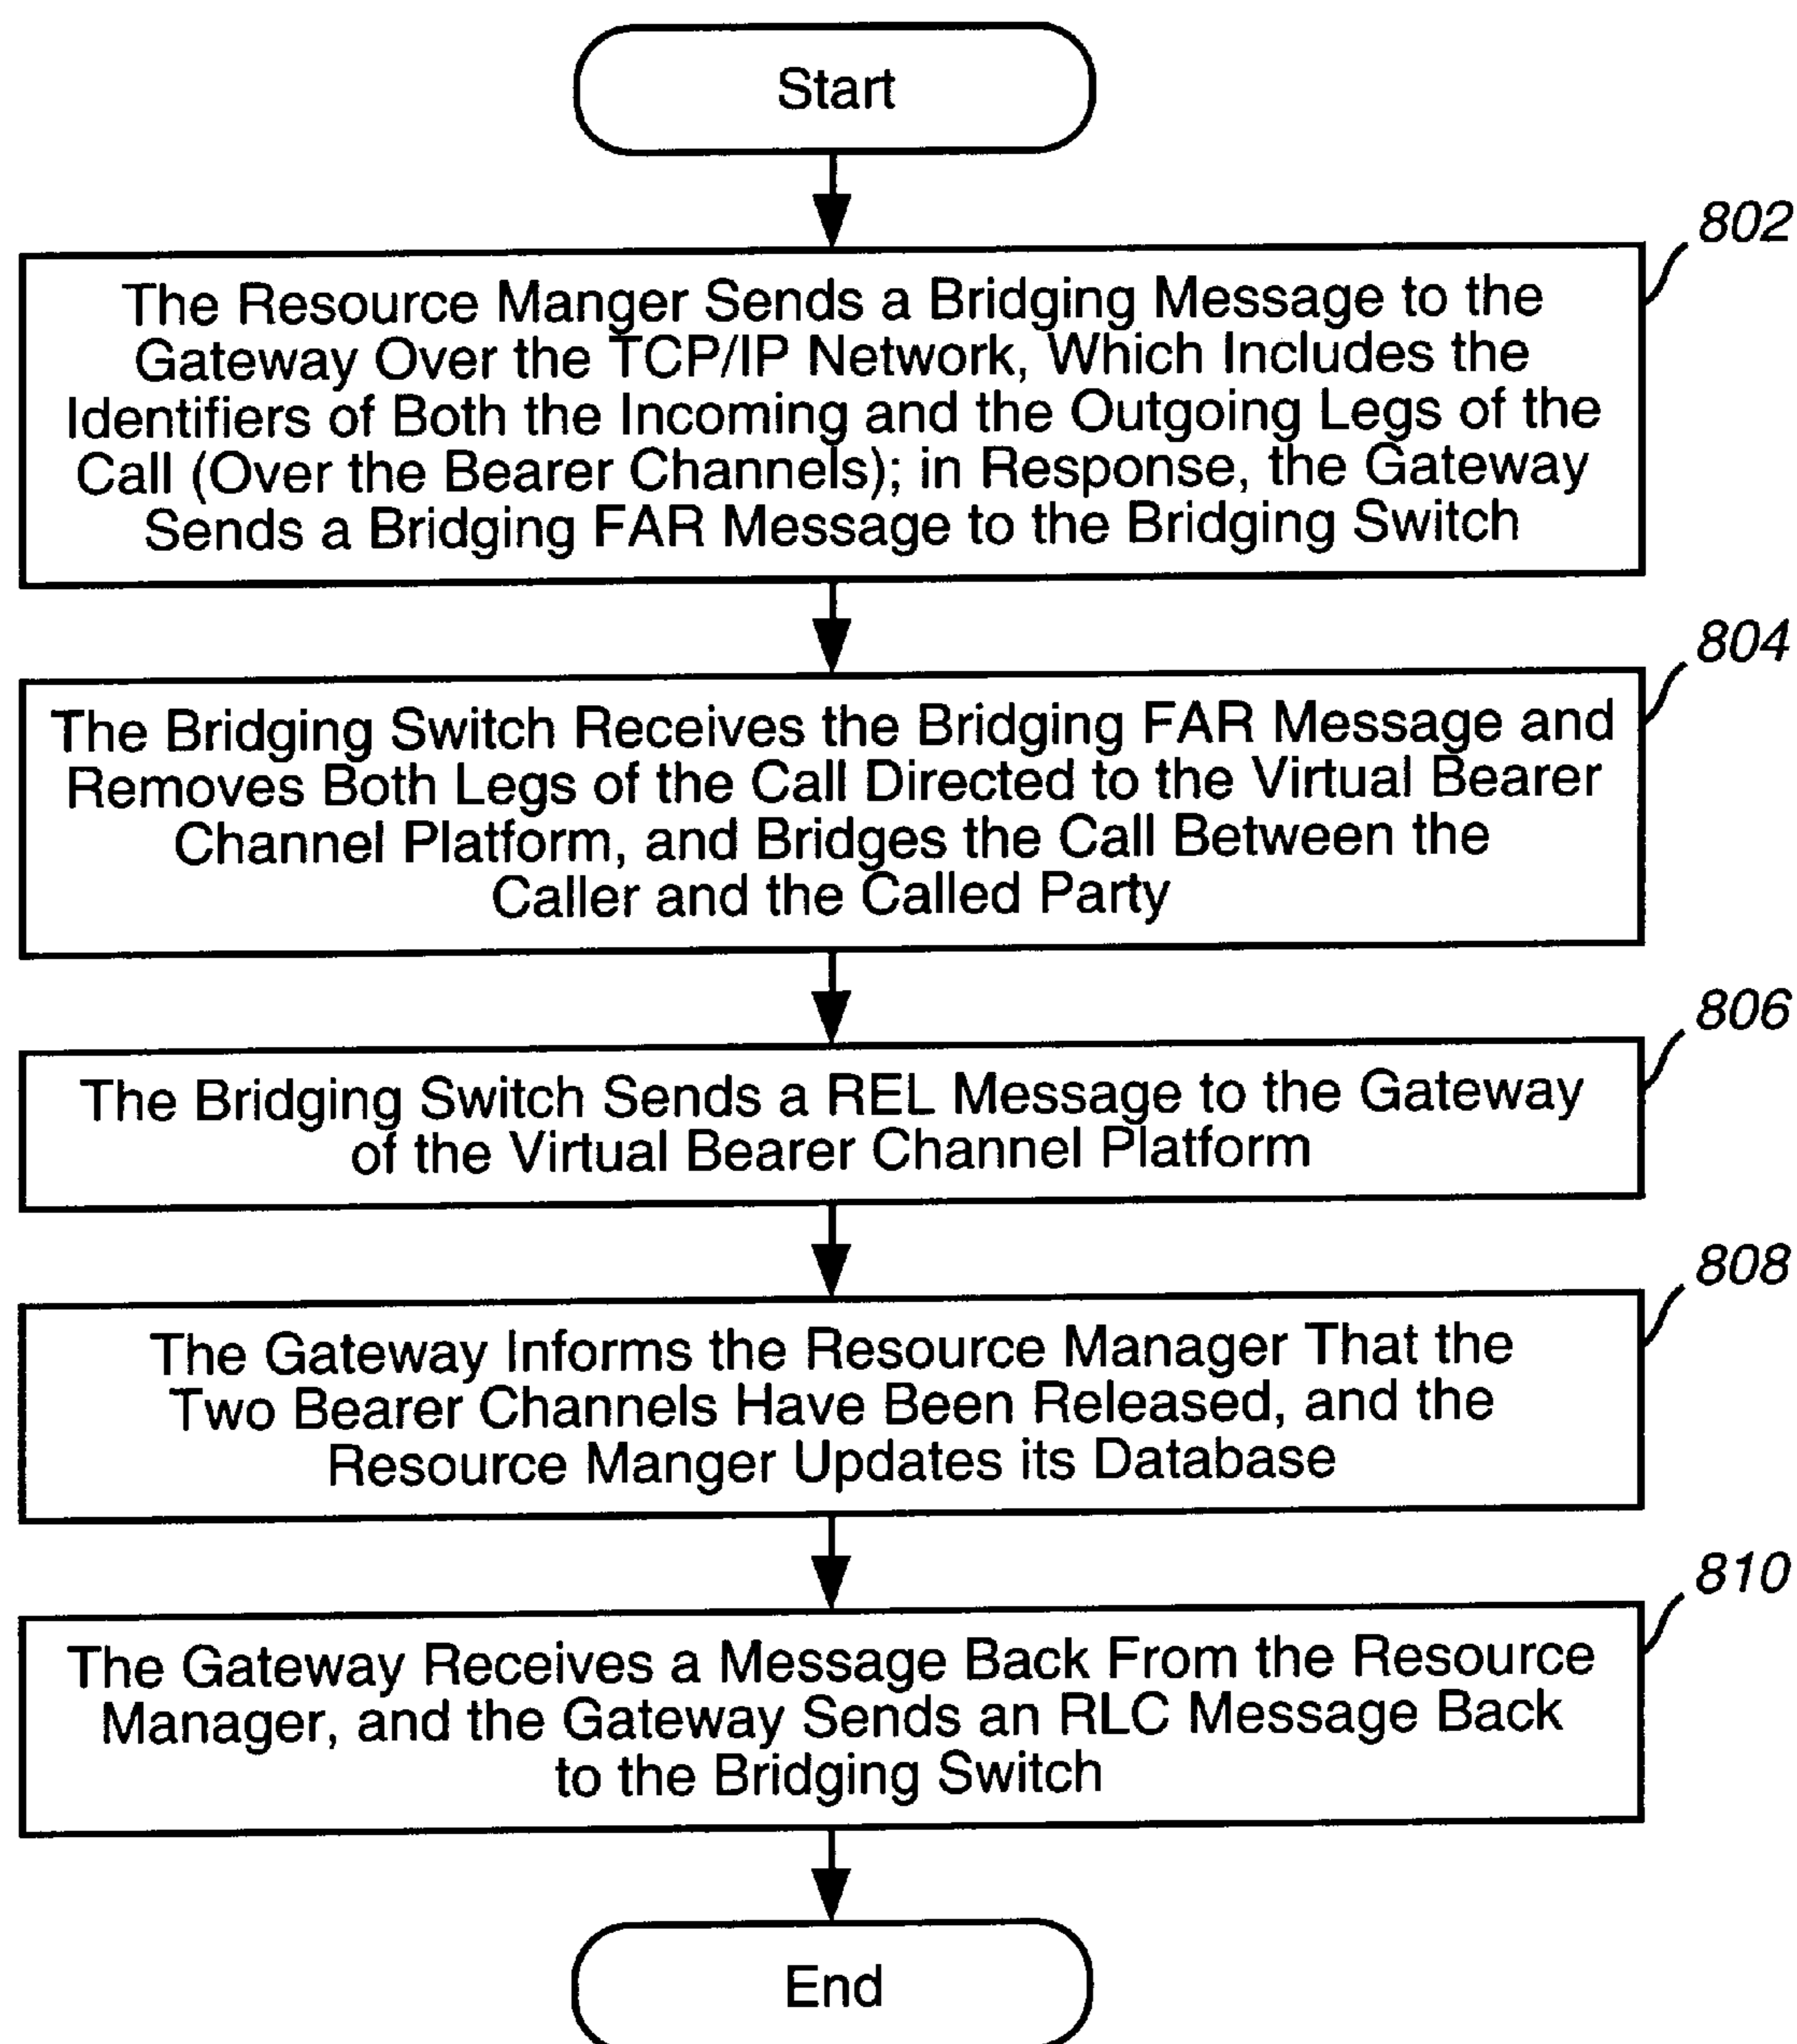 Start
802
The Resource Manger Sends a Bridging Message to the
Gateway Over the TCP/IP Network, Which Includes the
Identifiers of Both the Incoming and the Outgoing Legs of the
Call (Over the Bearer Channels); in Response, the Gateway
Sends a Bridging FAR Message to the Bridging Switch
804
The Bridging Switch Receives the Bridging FAR Message and
Removes Both Legs of the Call Directed to the Virtual Bearer
Channel Platform, and Bridges the Call Between the
Caller and the Called Party
806
The Bridging Switch Sends a REL Message to the Gateway
of the Virtual Bearer Channel Platform
808
The Gateway Informs the Resource Manager That the
Two Bearer Channels Have Been Released, and the
Resource Manger Updates its Database
810
The Gateway Receives a Message Back From the Resource
Manager, and the Gateway Sends an RLC Message Back
to the Bridging Switch
End